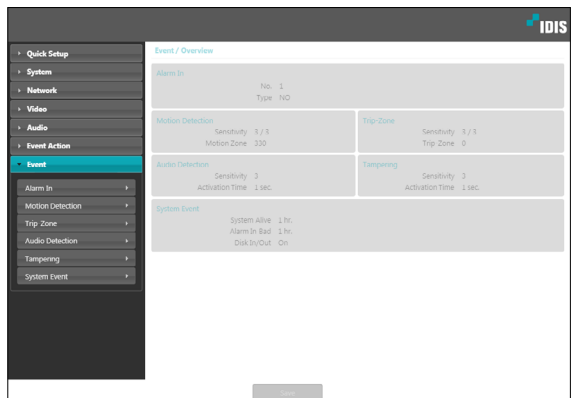 IDIS
Quick Setup
System
Network
Video
Audio
Event Action
Event
Alarm In
Motion Detection
Trip Zone
Audio Detection
Tampering
System Event
Event / Overview
Alarm In
No. 1
Type NO
Motion Detection
Sensitivity 3 / 3
Motion Zone 330
Trip-Zone
Sensitivity 3 / 3
Trip Zone 0
Audio Detection
Sensitivity 3
Activation Time 1 sec.
Tampering
Sensitivity 3
Activation Time 1 sec.
System Event
System Alive 1 hr.
Alarm In Bad 1 hr.
Disk In/Out On